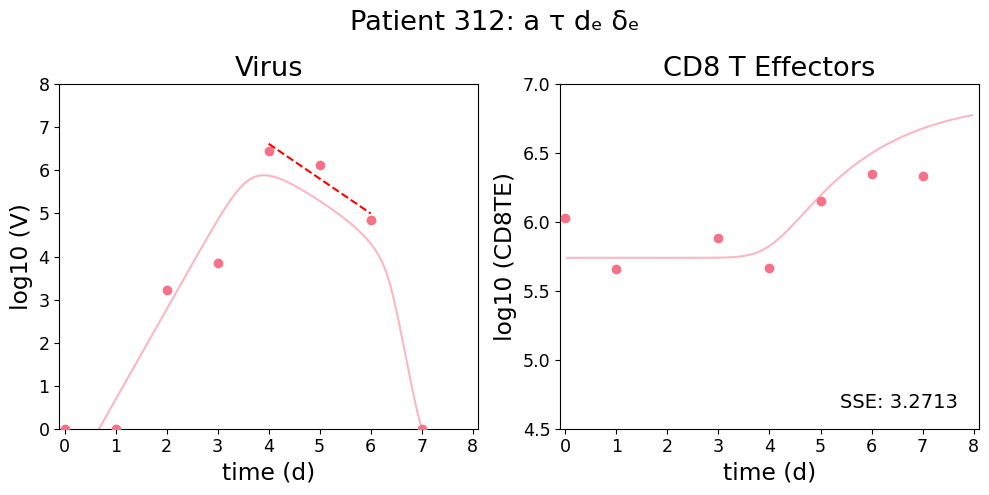 Patient 312: a τ dₑ δₑ
Virus
CD8 T Effectors
log10 (V)
8
7
6
5
4
3
2
1
0
0 1 2 3 4 5 6 7 8
time (d)
log10 (CD8TE)
7.0
6.5
6.0
5.5
5.0
4.5
SSE: 3.2713
0 1 2 3 4 5 6 7 8
time (d)